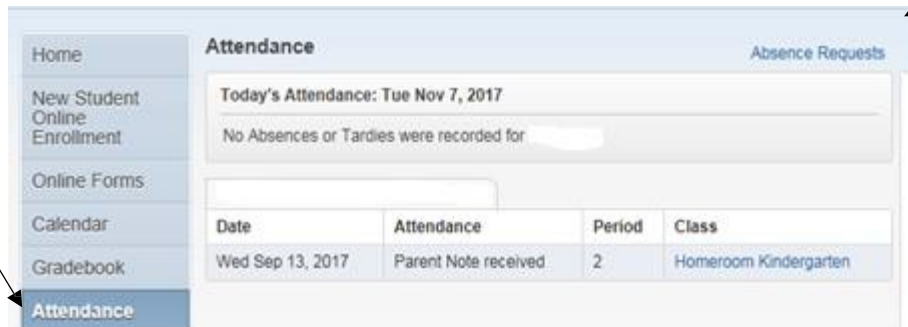 Home
New Student
Online
Enrollment
Online Forms
Calendar
Gradebook
Attendance
Attendance
Absence Requests
Today's Attendance: Tue Nov 7, 2017
No Absences or Tardies were recorded for
Date Attendance Period Class
Wed Sep 13, 2017 Parent Note received 2 Homeroom Kindergarten